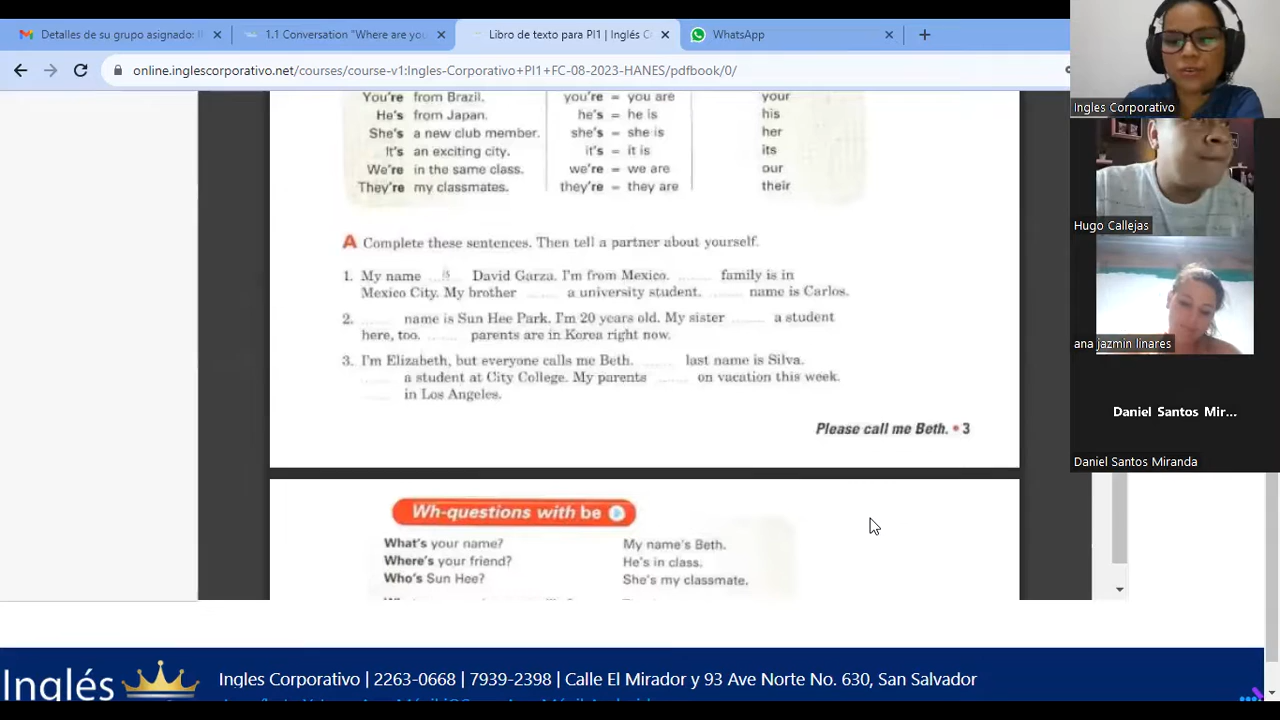 Detalles de su grupo asignado: I
1.1 Conversation "Where are you
Libro de texto para PI1 | Inglés C
WhatsApp
online.inglescorporativo.net/courses/course-v1:Ingles-Corporativo+PI1+FC-08-2023-HANES/pdfbook/0/
You're from Brazil. you're = you are your
He's from Japan. he's = he is his
She's a new club member. she's = she is her
It's an exciting city. it's = it is its
We're in the same class. we're = we are our
They're my classmates. they're = they are their
A Complete these sentences. Then tell a partner about yourself.
1. My name is David Garza. I'm from Mexico. ........ family is in
Mexico City. My brother ........ a university student. ........ name is Carlos.
2. ........ name is Sun Hee Park. I'm 20 years old. My sister ........ a student
here, too. ........ parents are in Korea right now.
3. I'm Elizabeth, but everyone calls me Beth. ........ last name is Silva.
........ a student at City College. My parents ........ on vacation this week.
........ in Los Angeles.
Please call me Beth. • 3
Wh-questions with be
What's your name? My name's Beth.
Where's your friend? He's in class.
Who's Sun Hee? She's my classmate.
Ingles Corporativo
Hugo Callejas
ana jazmin linares
Daniel Santos Mir...
Daniel Santos Miranda
Inglés
Ingles Corporativo | 2263-0668 | 7939-2398 | Calle El Mirador y 93 Ave Norte No. 630, San Salvador